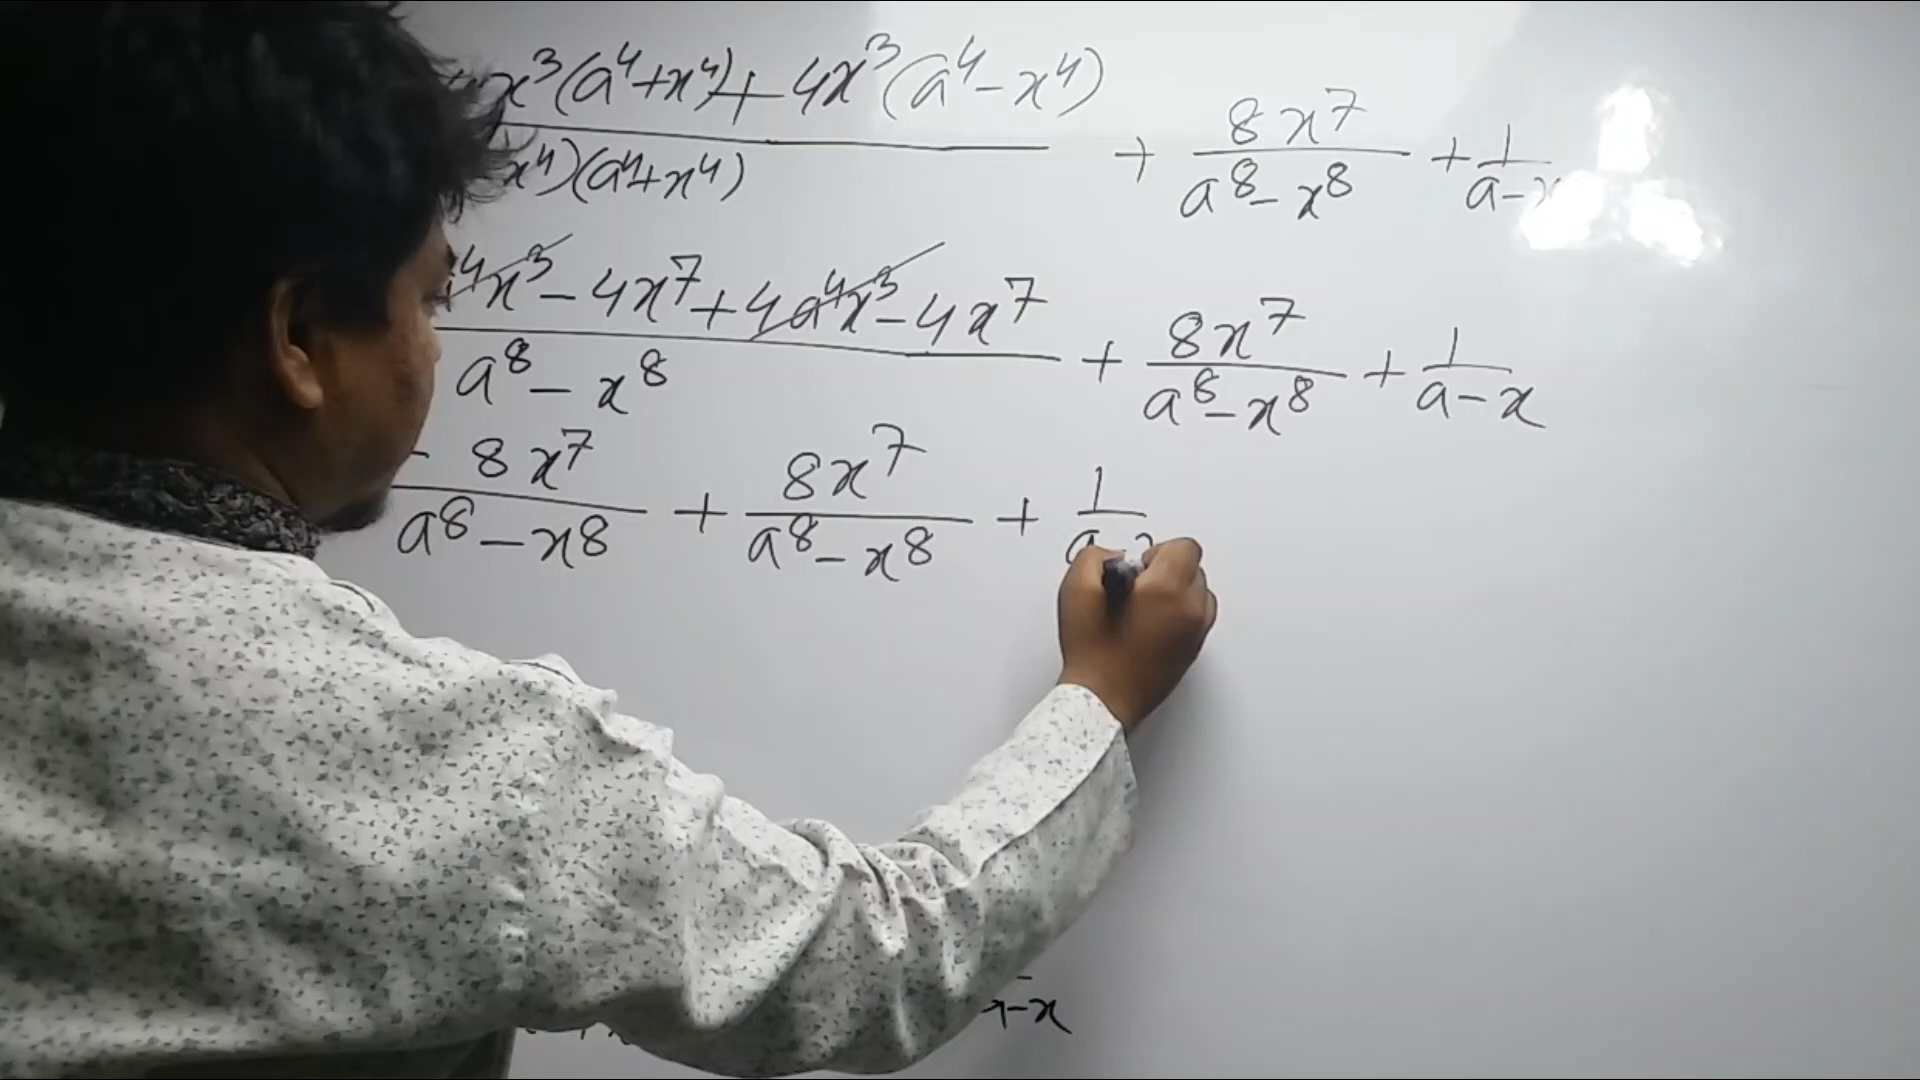 x³(a⁴+x⁴)+4x³(a⁴-x⁴) + 8x⁷/a⁸-x⁸ + 1/a-x
x⁴)(a⁴+x⁴)
⁴x³-4x⁷+4a⁴x³-4x⁷/a⁸-x⁸ + 8x⁷/a⁸-x⁸ + 1/a-x
-8x⁷/a⁸-x⁸ + 8x⁷/a⁸-x⁸ + 1/a-
-x